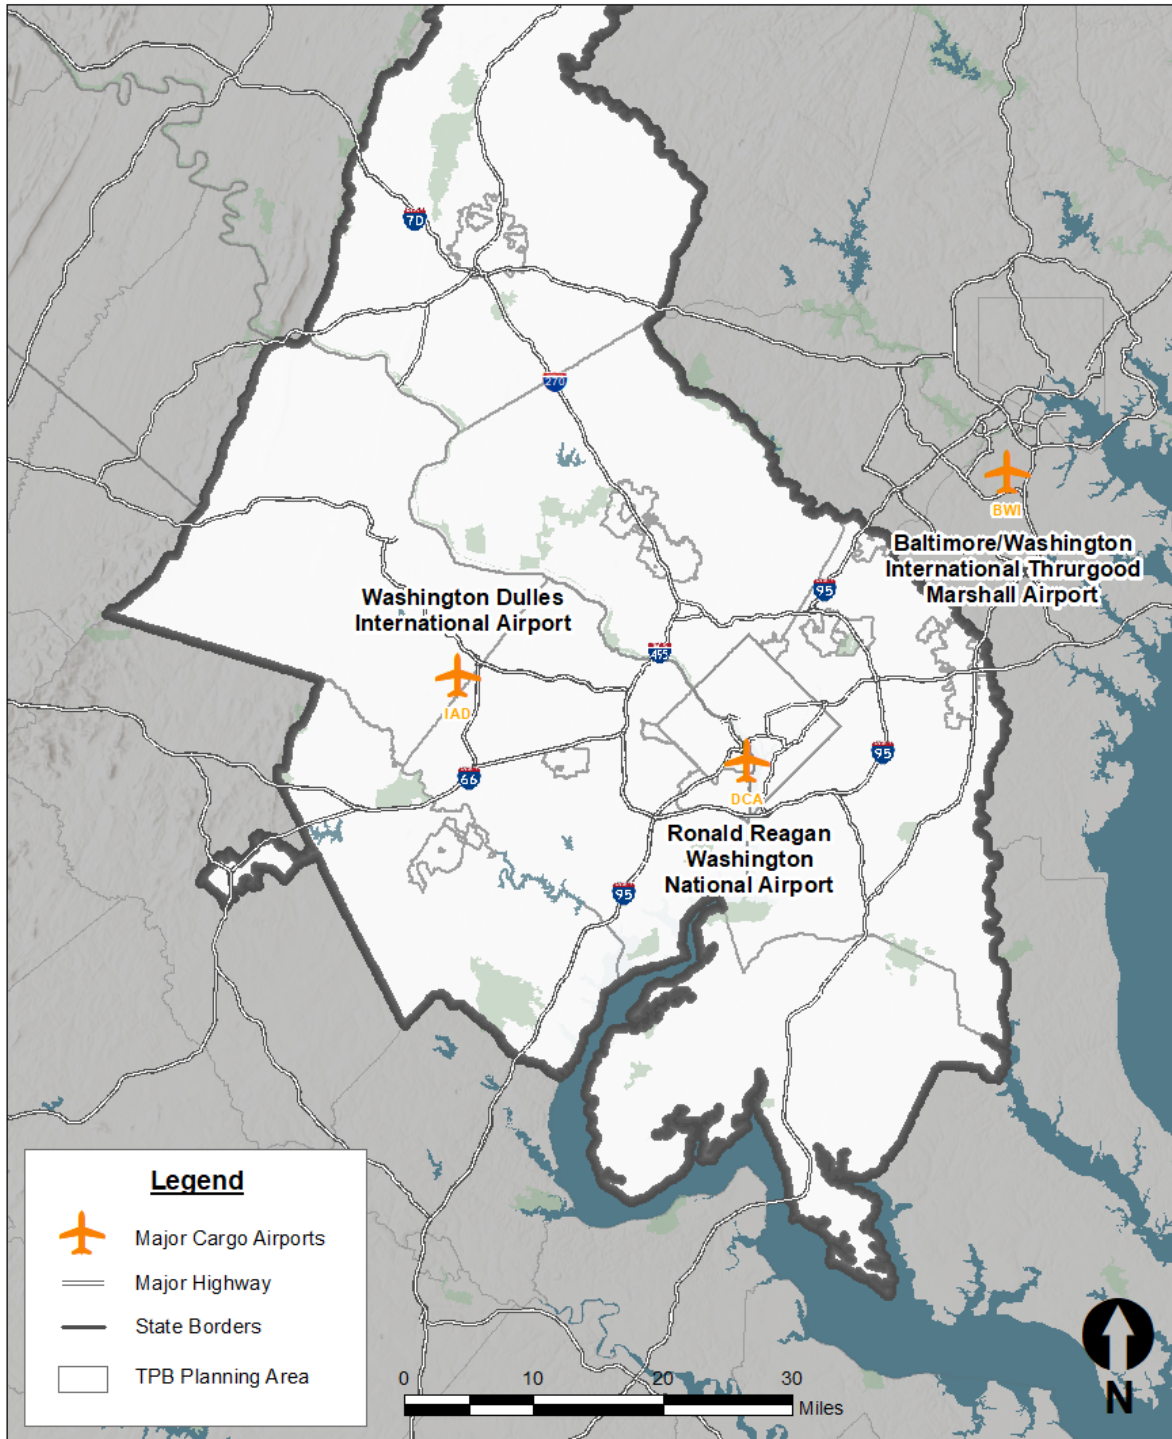 7D
270
BWI
Baltimore/Washington
International Thrurgood
Marshall Airport
95
Washington Dulles
International Airport
495
IAD
95
66
DCA
Ronald Reagan
Washington
National Airport
95
Legend
Major Cargo Airports
Major Highway
State Borders
TPB Planning Area
0 10 20 30
Miles
N